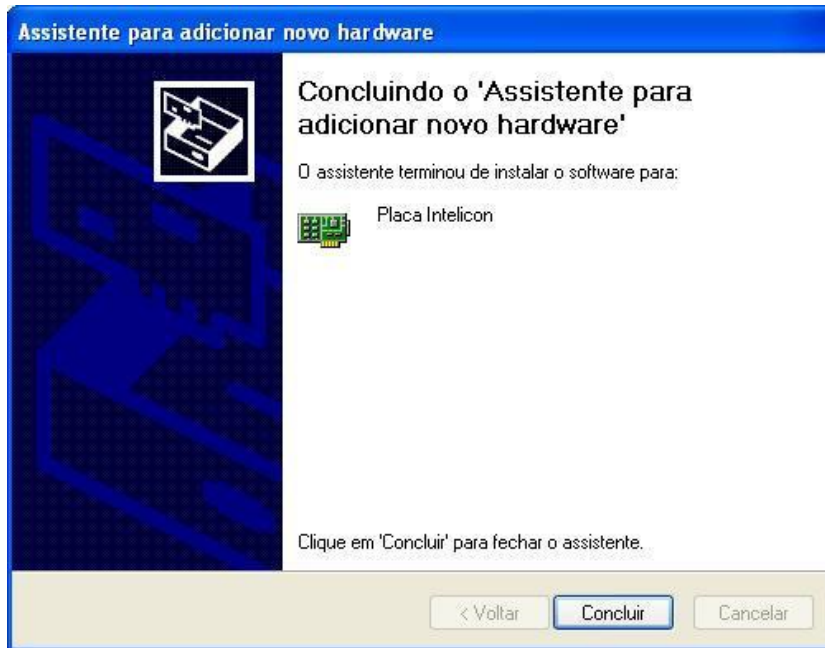 Assistente para adicionar novo hardware
Concluindo o 'Assistente para
adicionar novo hardware'
O assistente terminou de instalar o software para:
Placa Intelicon
Clique em 'Concluir' para fechar o assistente.
< Voltar
Concluir
Cancelar